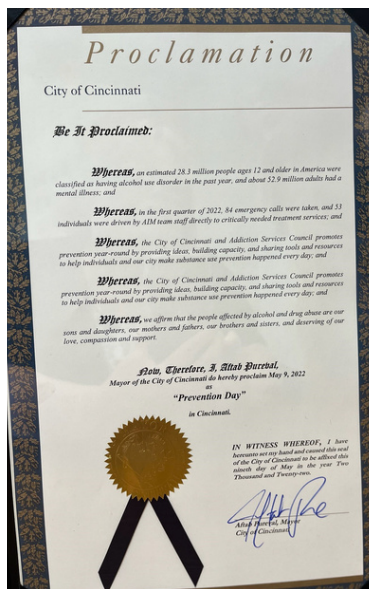 Proclamation
City of Cincinnati
Be It Proclaimed:
Whereas, an estimated 28.3 million people ages 12 and older in America were
classified as having alcohol use disorder in the past year, and about 52.9 million adults had a
mental illness; and
Whereas, in the first quarter of 2022, 84 emergency calls were taken, and 53
individuals were driven by AIM team staff directly to critically needed treatment services; and
Whereas, the City of Cincinnati and Addiction Services Council promotes
prevention year-round by providing ideas, building capacity, and sharing tools and resources
to help individuals and our city make substance use prevention happened every day; and
Whereas, the City of Cincinnati and Addiction Services Council promotes
prevention year-round by providing ideas, building capacity, and sharing tools and resources
to help individuals and our city make substance use prevention happened every day; and
Whereas, we affirm that the people affected by alcohol and drug abuse are our
sons and daughters, our mothers and fathers, our brothers and sisters, and deserving of our
love, compassion and support.
Now, Therefore, I, Aftab Pureval,
Mayor of the City of Cincinnati do hereby proclaim May 9, 2022
as
“Prevention Day”
in Cincinnati.
IN WITNESS WHEREOF, I have
hereunto set my hand and caused this seal
of the City of Cincinnati to be affixed this
ninth day of May in the year Two
Thousand and Twenty-two.
Aftab Pureval, Mayor
City of Cincinnati